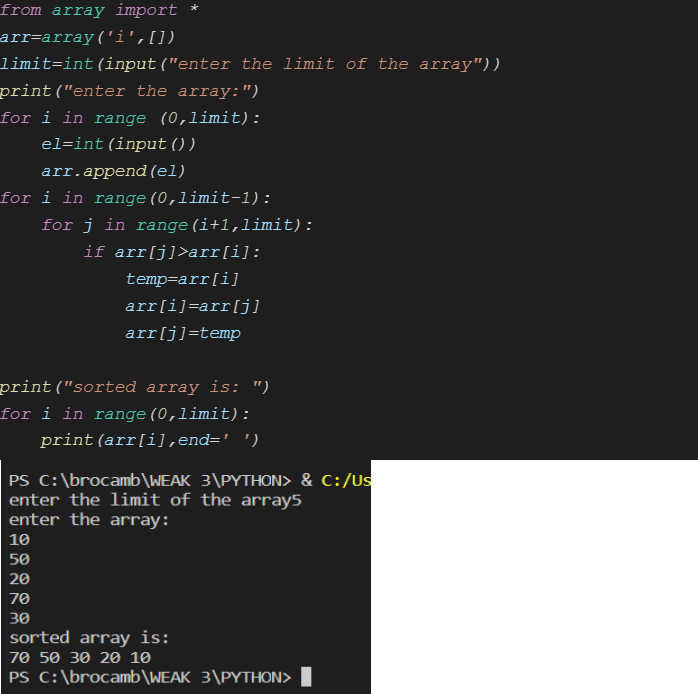 from array import *
arr=array('i',[])
limit=int(input("enter the limit of the array"))
print("enter the array:")
for i in range (0,limit):
    el=int(input())
    arr.append(el)
for i in range(0,limit-1):
    for j in range(i+1,limit):
        if arr[j]>arr[i]:
            temp=arr[i]
            arr[i]=arr[j]
            arr[j]=temp
print("sorted array is: ")
for i in range(0,limit):
    print(arr[i],end=' ')
PS C:\brocamb\WEAK 3\PYTHON> & C:/Us
enter the limit of the array5
enter the array:
10
50
20
70
30
sorted array is:
70 50 30 20 10
PS C:\brocamb\WEAK 3\PYTHON>